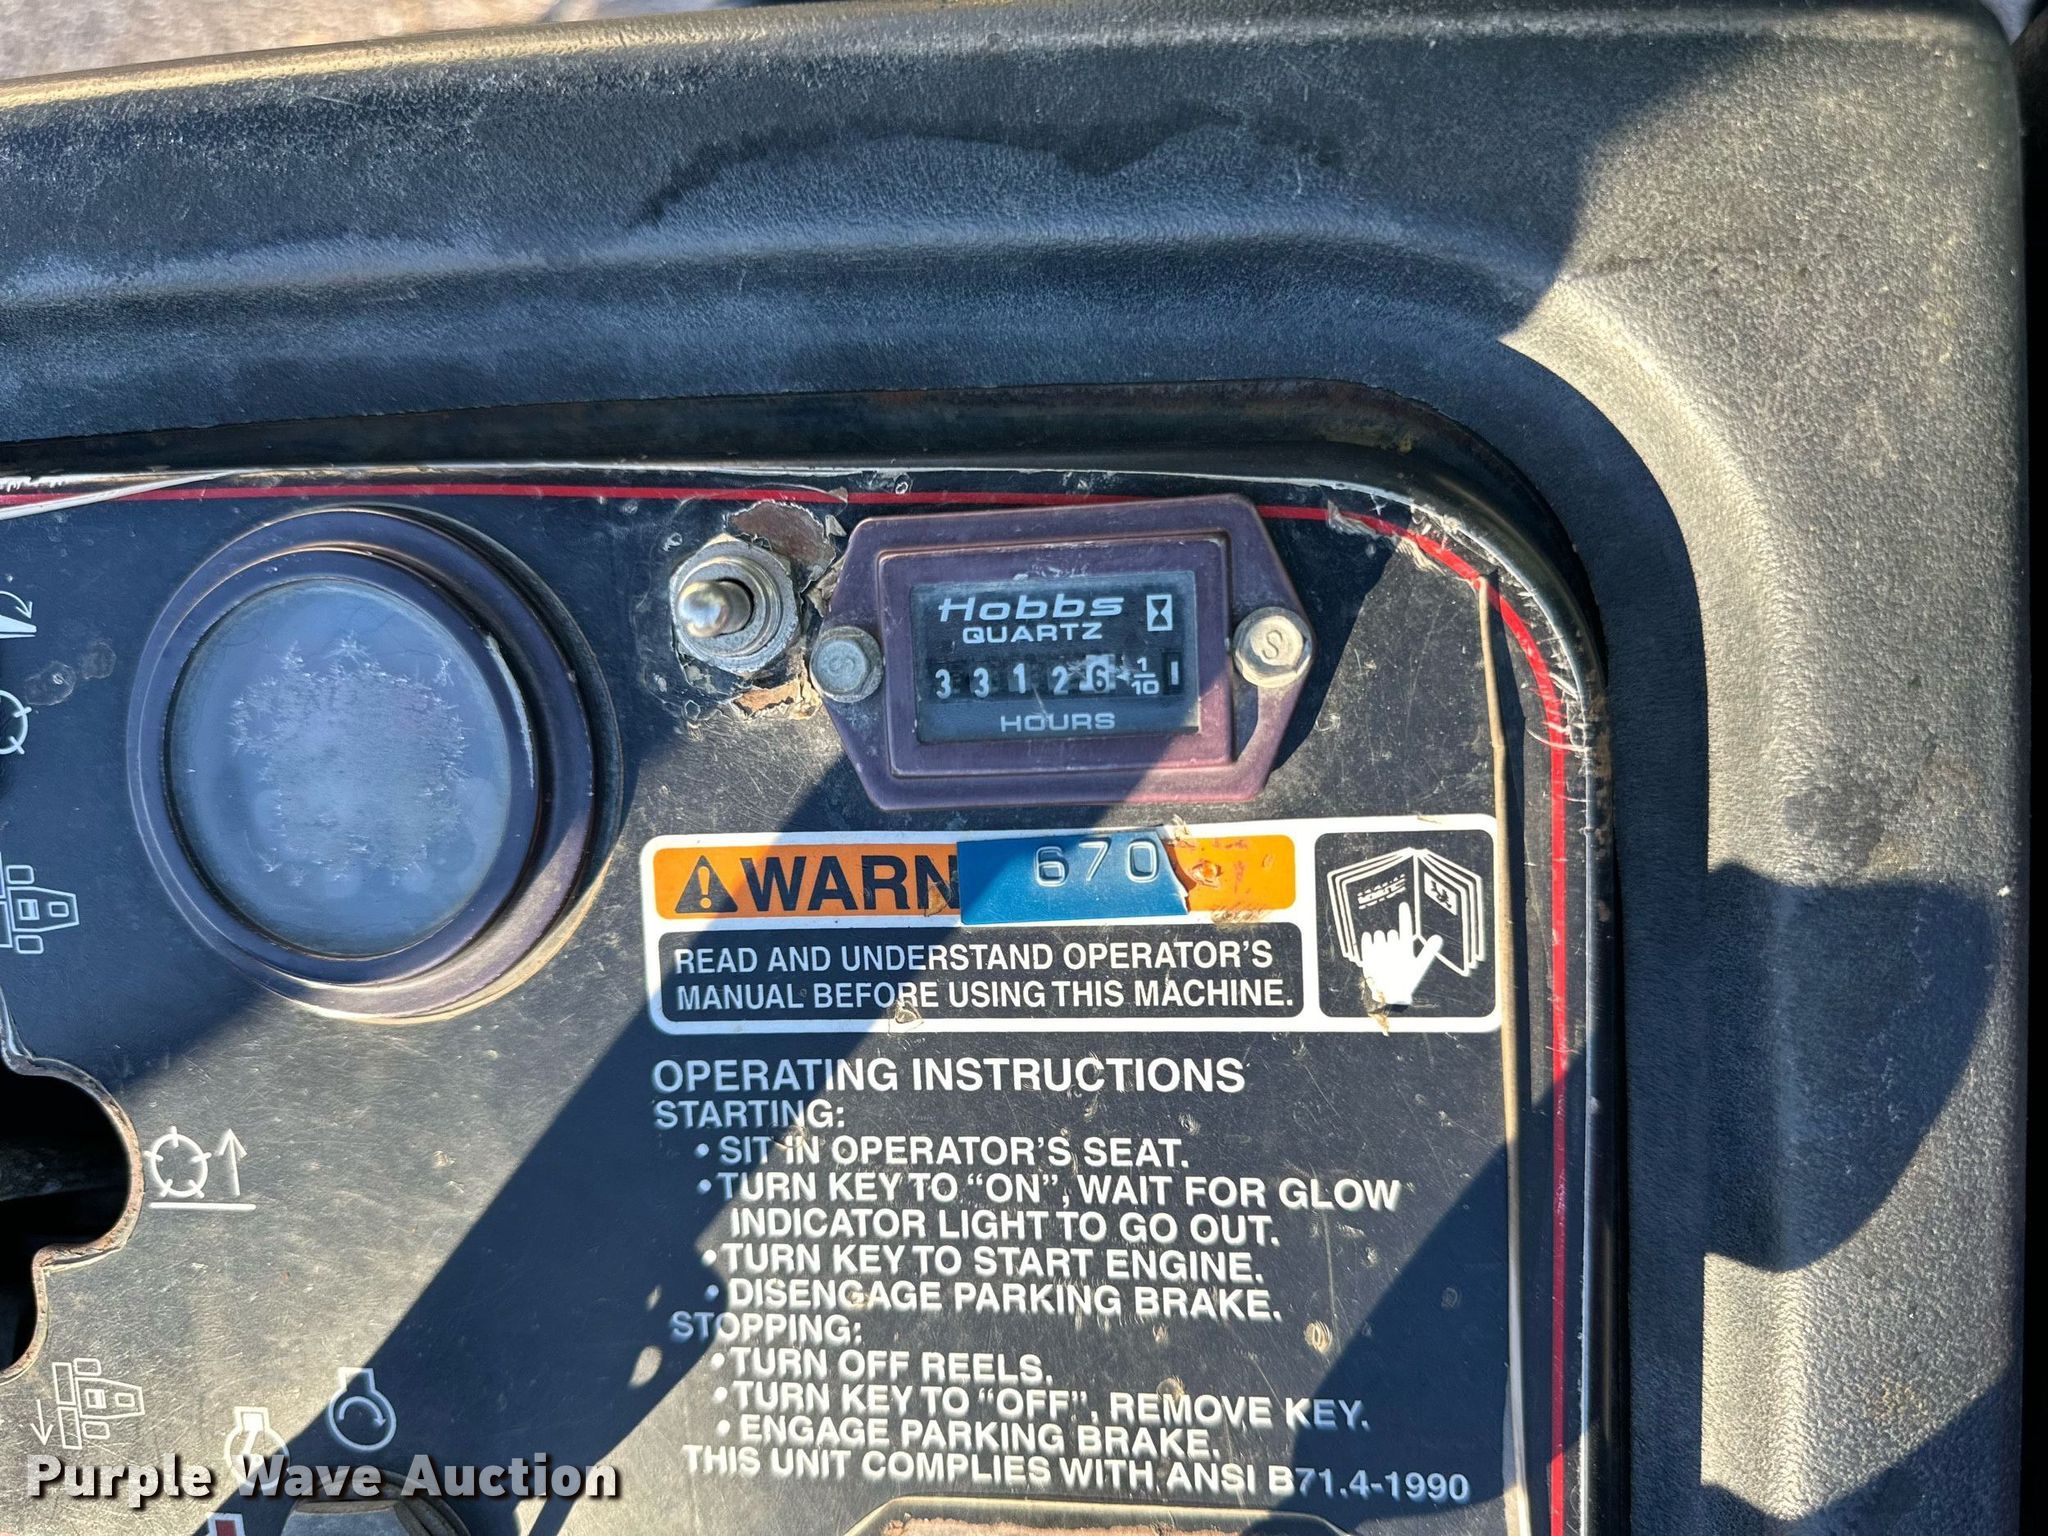 Hobbs
QUARTZ
3 3 1 2 6 1/10
HOURS
S
S
WARN
670
READ AND UNDERSTAND OPERATOR'S
MANUAL BEFORE USING THIS MACHINE.
OPERATING INSTRUCTIONS
STARTING:
• SIT IN OPERATOR'S SEAT.
• TURN KEY TO "ON", WAIT FOR GLOW
INDICATOR LIGHT TO GO OUT.
• TURN KEY TO START ENGINE.
• DISENGAGE PARKING BRAKE.
STOPPING:
• TURN OFF REELS.
• TURN KEY TO "OFF", REMOVE KEY.
• ENGAGE PARKING BRAKE.
THIS UNIT COMPLIES WITH ANSI B71.4-1990
Purple Wave Auction